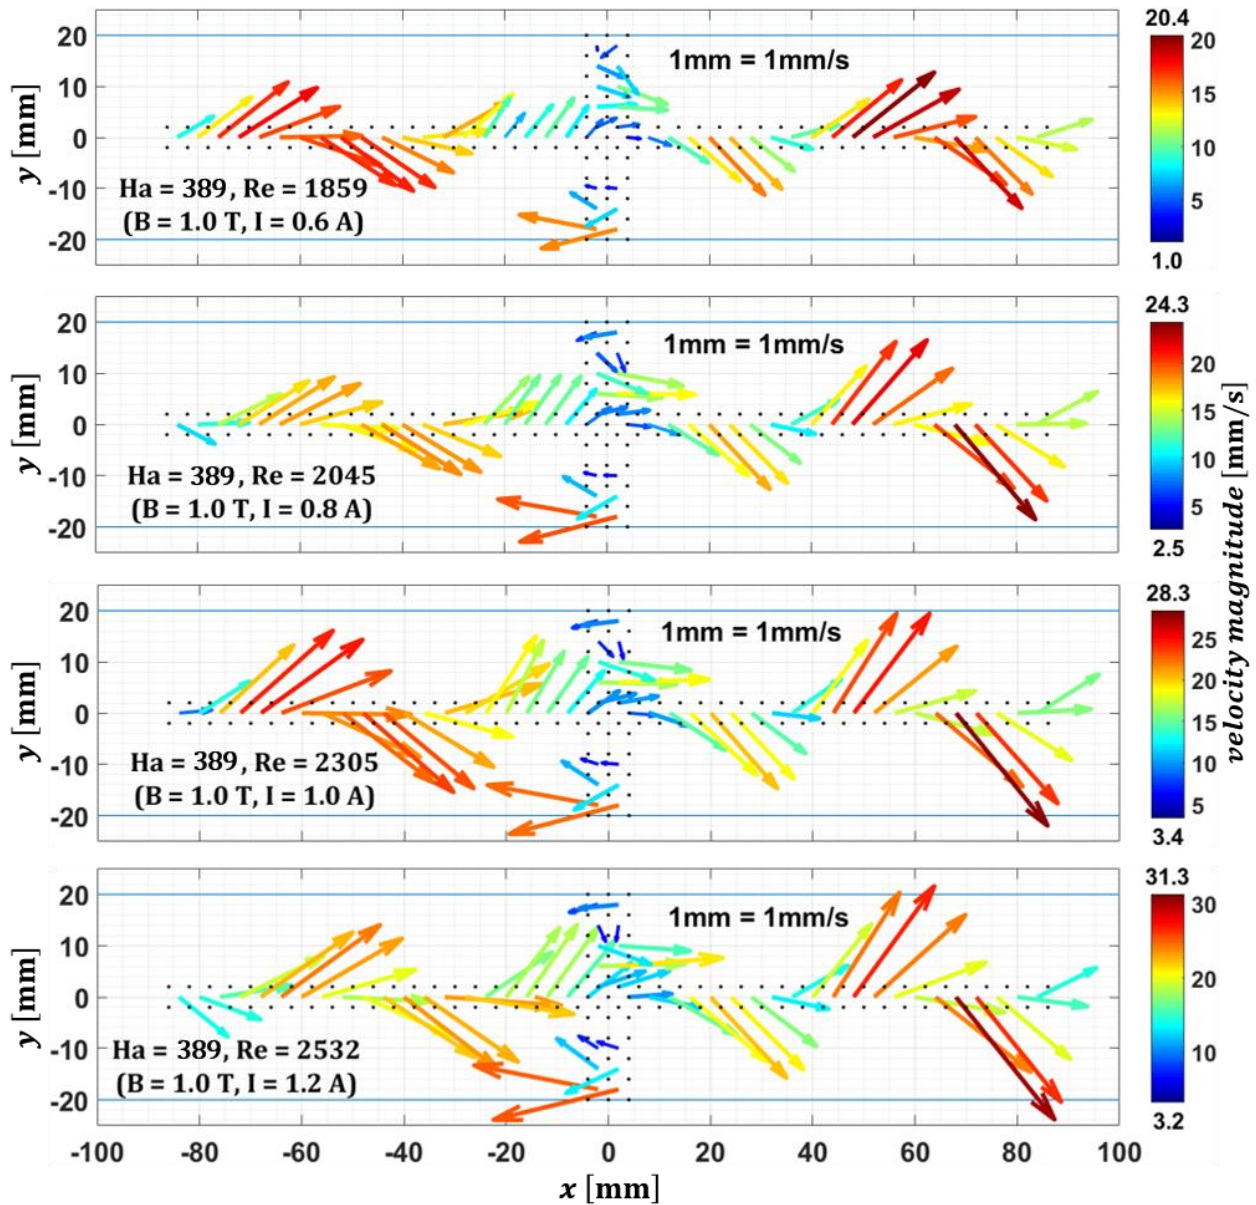 20.4
20
10
0
-10
-20
y [mm]
1mm = 1mm/s
Ha = 389, Re = 1859
(B = 1.0 T, I = 0.6 A)
20
15
10
5
1.0
24.3
20
10
0
-10
-20
y [mm]
1mm = 1mm/s
Ha = 389, Re = 2045
(B = 1.0 T, I = 0.8 A)
20
15
10
5
2.5
velocity magnitude [mm/s]
28.3
20
10
0
-10
-20
y [mm]
1mm = 1mm/s
Ha = 389, Re = 2305
(B = 1.0 T, I = 1.0 A)
25
20
15
10
5
3.4
31.3
20
10
0
-10
-20
y [mm]
1mm = 1mm/s
Ha = 389, Re = 2532
(B = 1.0 T, I = 1.2 A)
30
20
10
3.2
-100 -80 -60 -40 -20 0 20 40 60 80 100
x [mm]